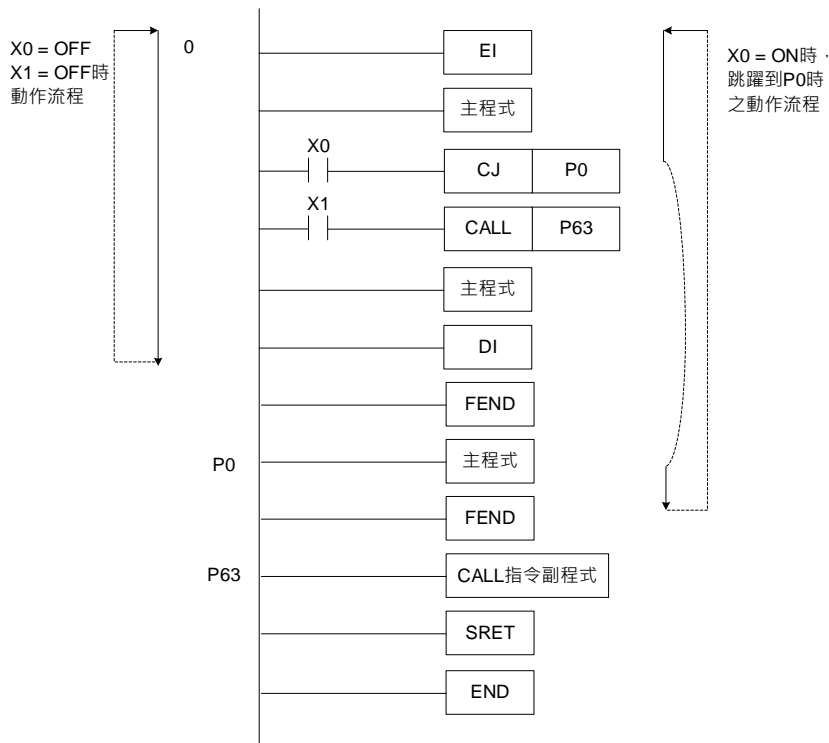 X0 = OFF
X1 = OFF時
動作流程
0
EI
X0 = ON時，
跳躍到P0時
之動作流程
主程式
X0
CJ P0
X1
CALL P63
主程式
DI
FEND
P0
主程式
FEND
P63
CALL指令副程式
SRET
END